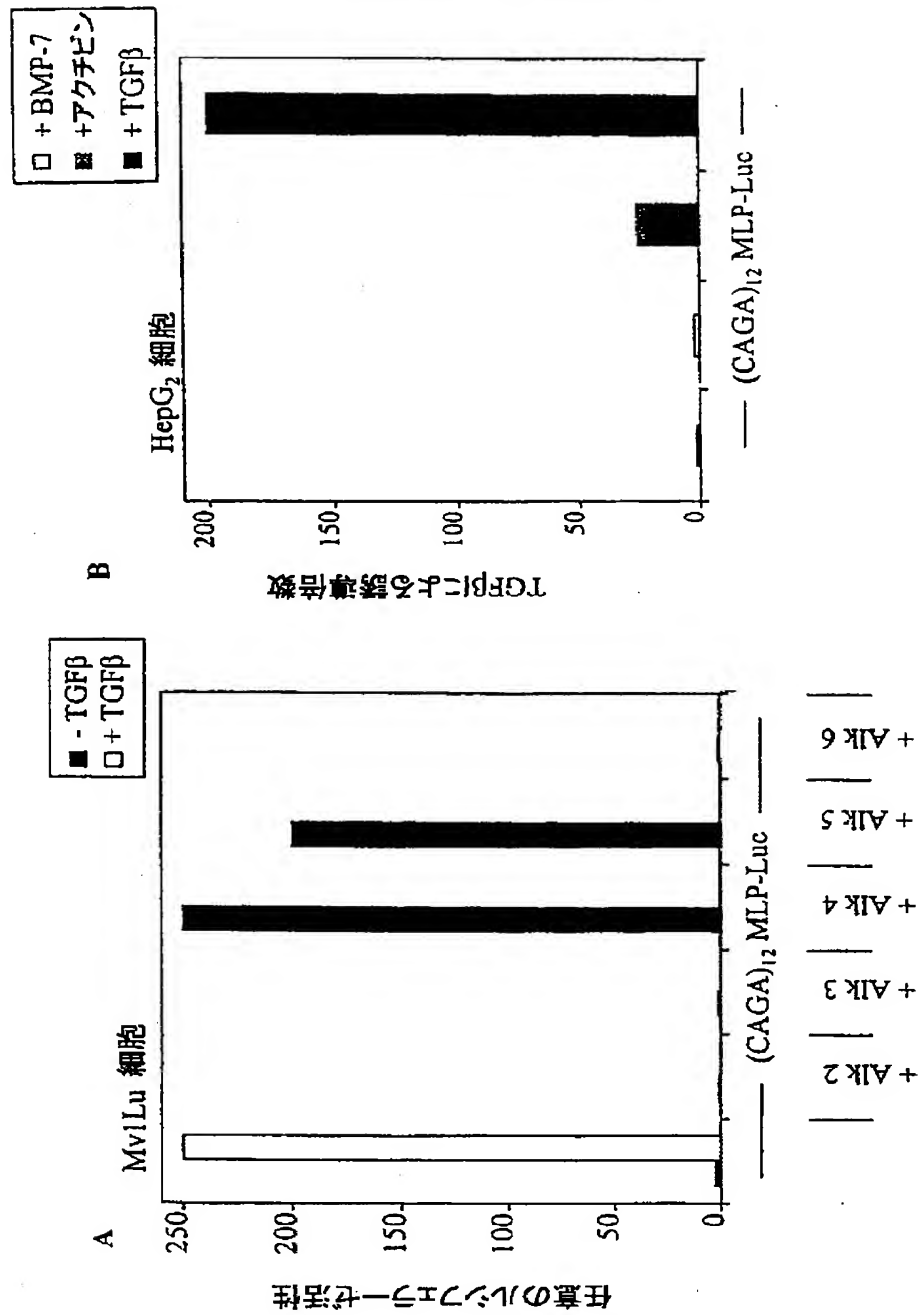 A
Mv1Lu 細胞
■ - TGFβ
□ + TGFβ
任意のルシフェラーゼ活性
250
200
150
100
50
0
(CAGA)₁₂ MLP-Luc
+ Alk 2
+ Alk 3
+ Alk 4
+ Alk 5
+ Alk 6
B
HepG₂ 細胞
□ + BMP-7
▩ +アクチビン
■ + TGFβ
TGFβによる誘導倍数
200
150
100
50
0
(CAGA)₁₂ MLP-Luc